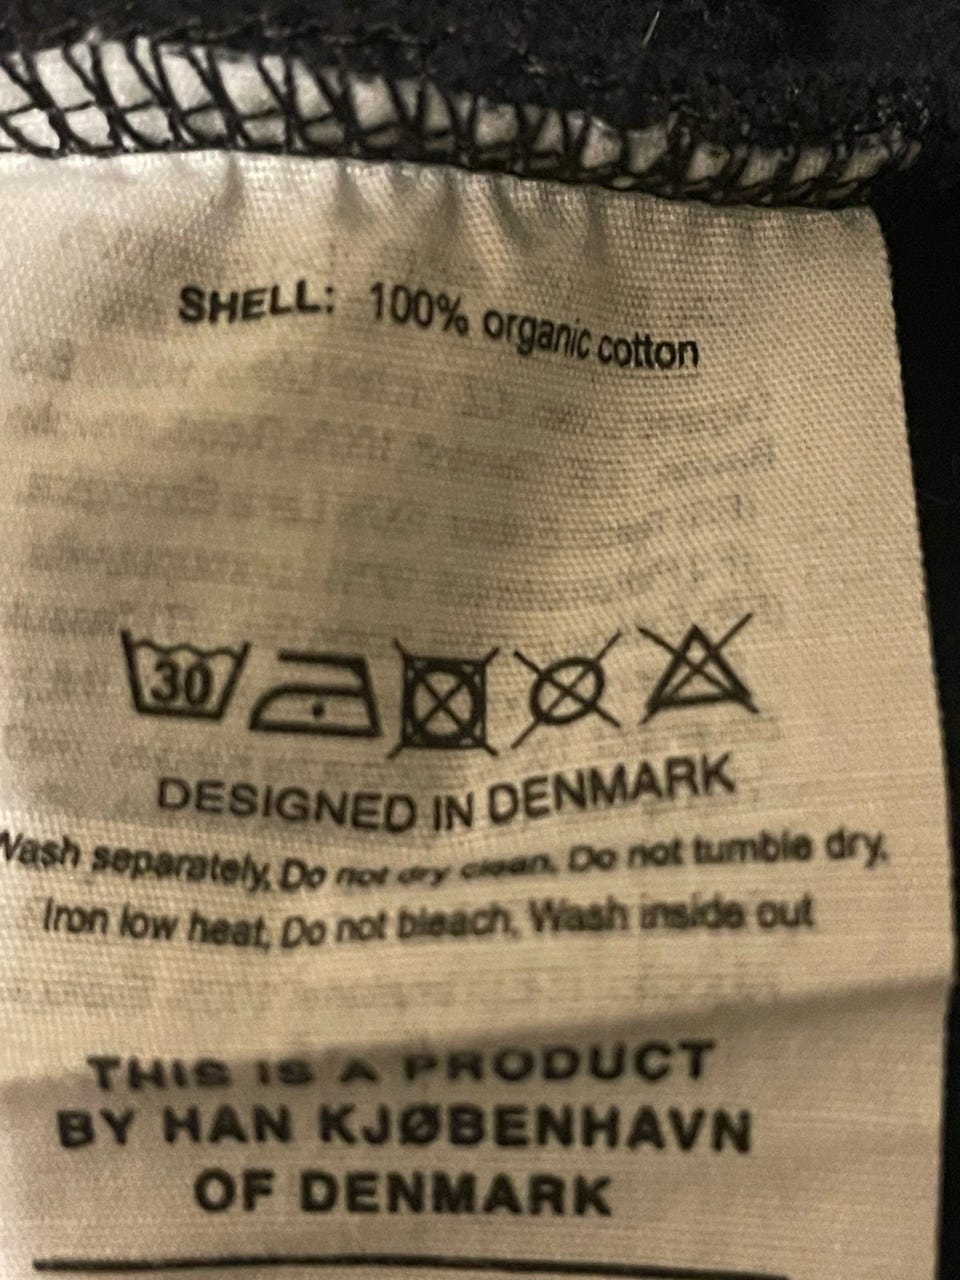 SHELL: 100% organic cotton
30
DESIGNED IN DENMARK
Wash separately, Do not dry clean, Do not tumble dry,
Iron low heat, Do not bleach, Wash inside out
THIS IS A PRODUCT
BY HAN KJØBENHAVN
OF DENMARK